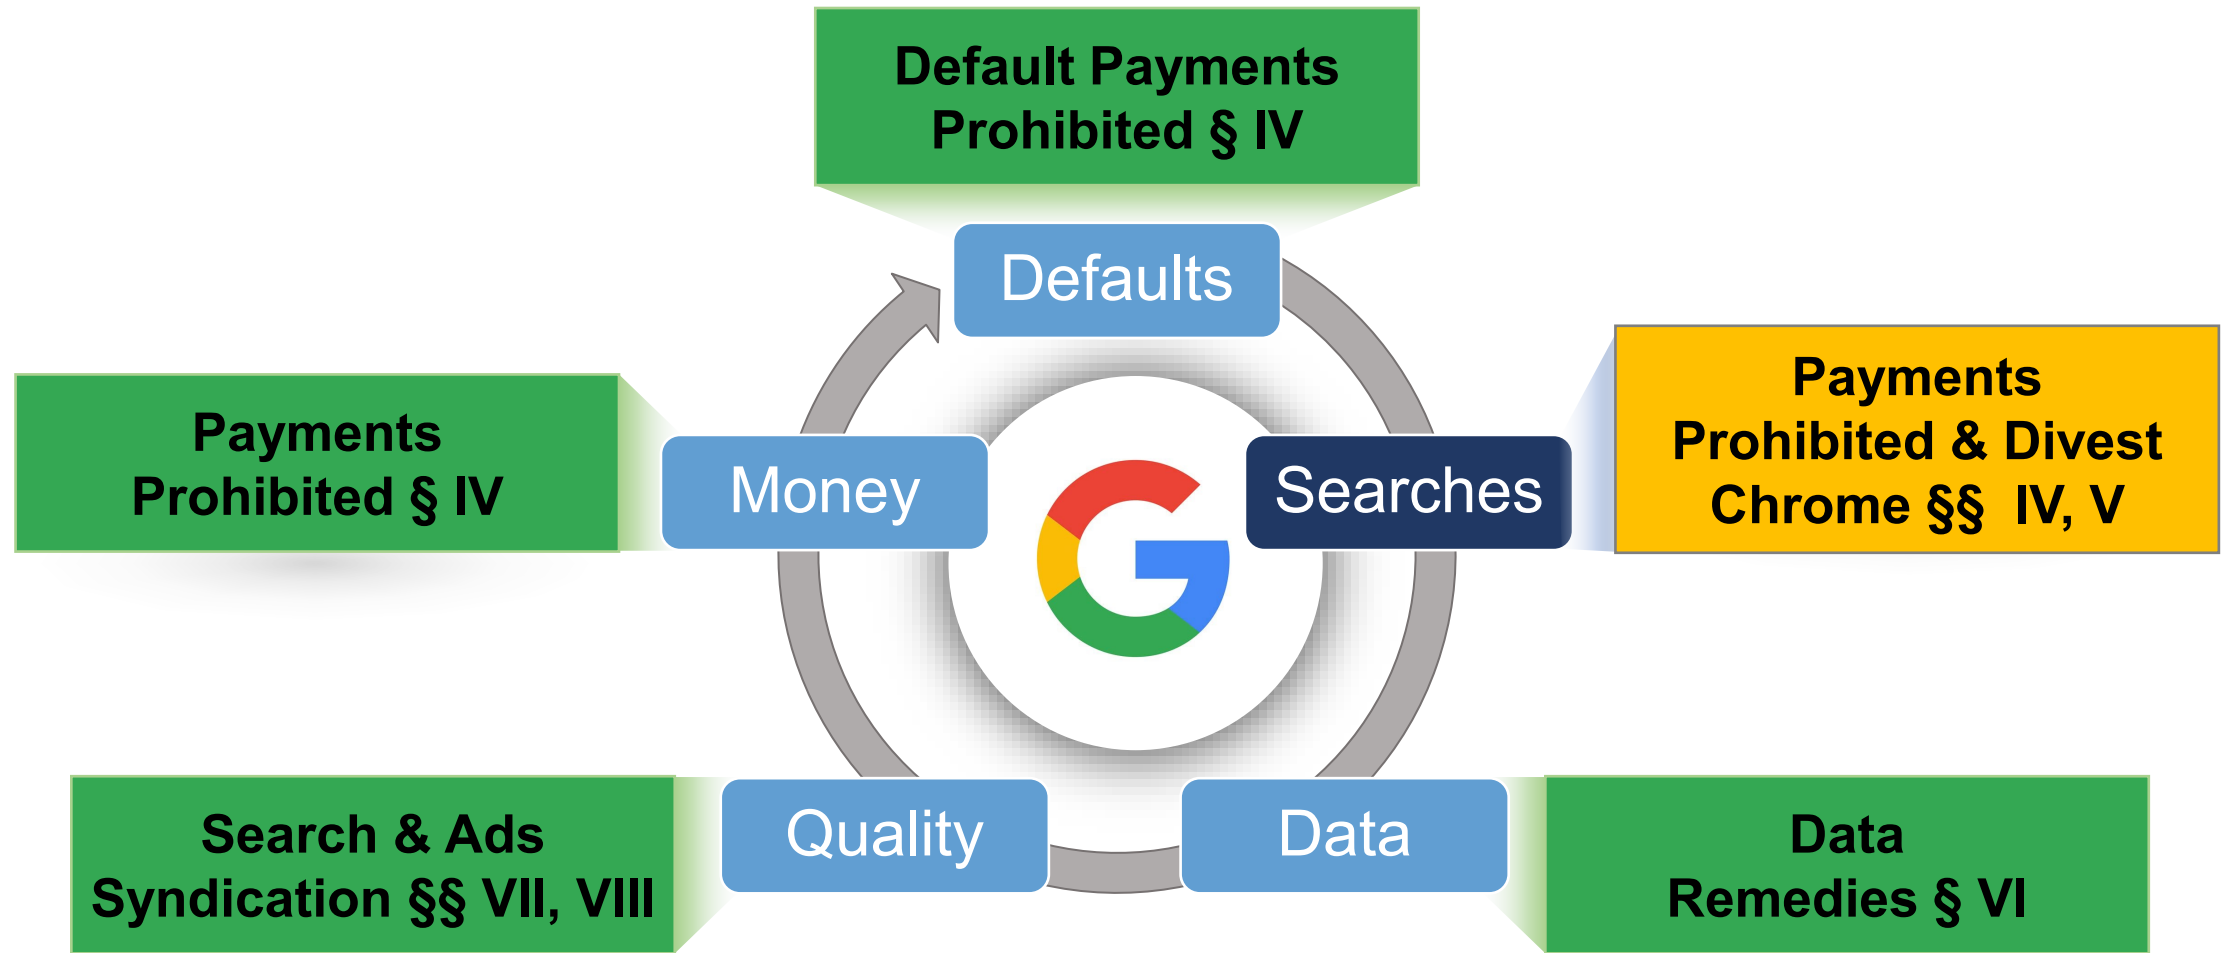 Default Payments
Prohibited § IV
Defaults
Payments
Prohibited & Divest
Chrome §§ IV, V
Searches
Payments
Prohibited § IV
Money
Search & Ads
Syndication §§ VII, VIII
Quality
Data
Data
Remedies § VI